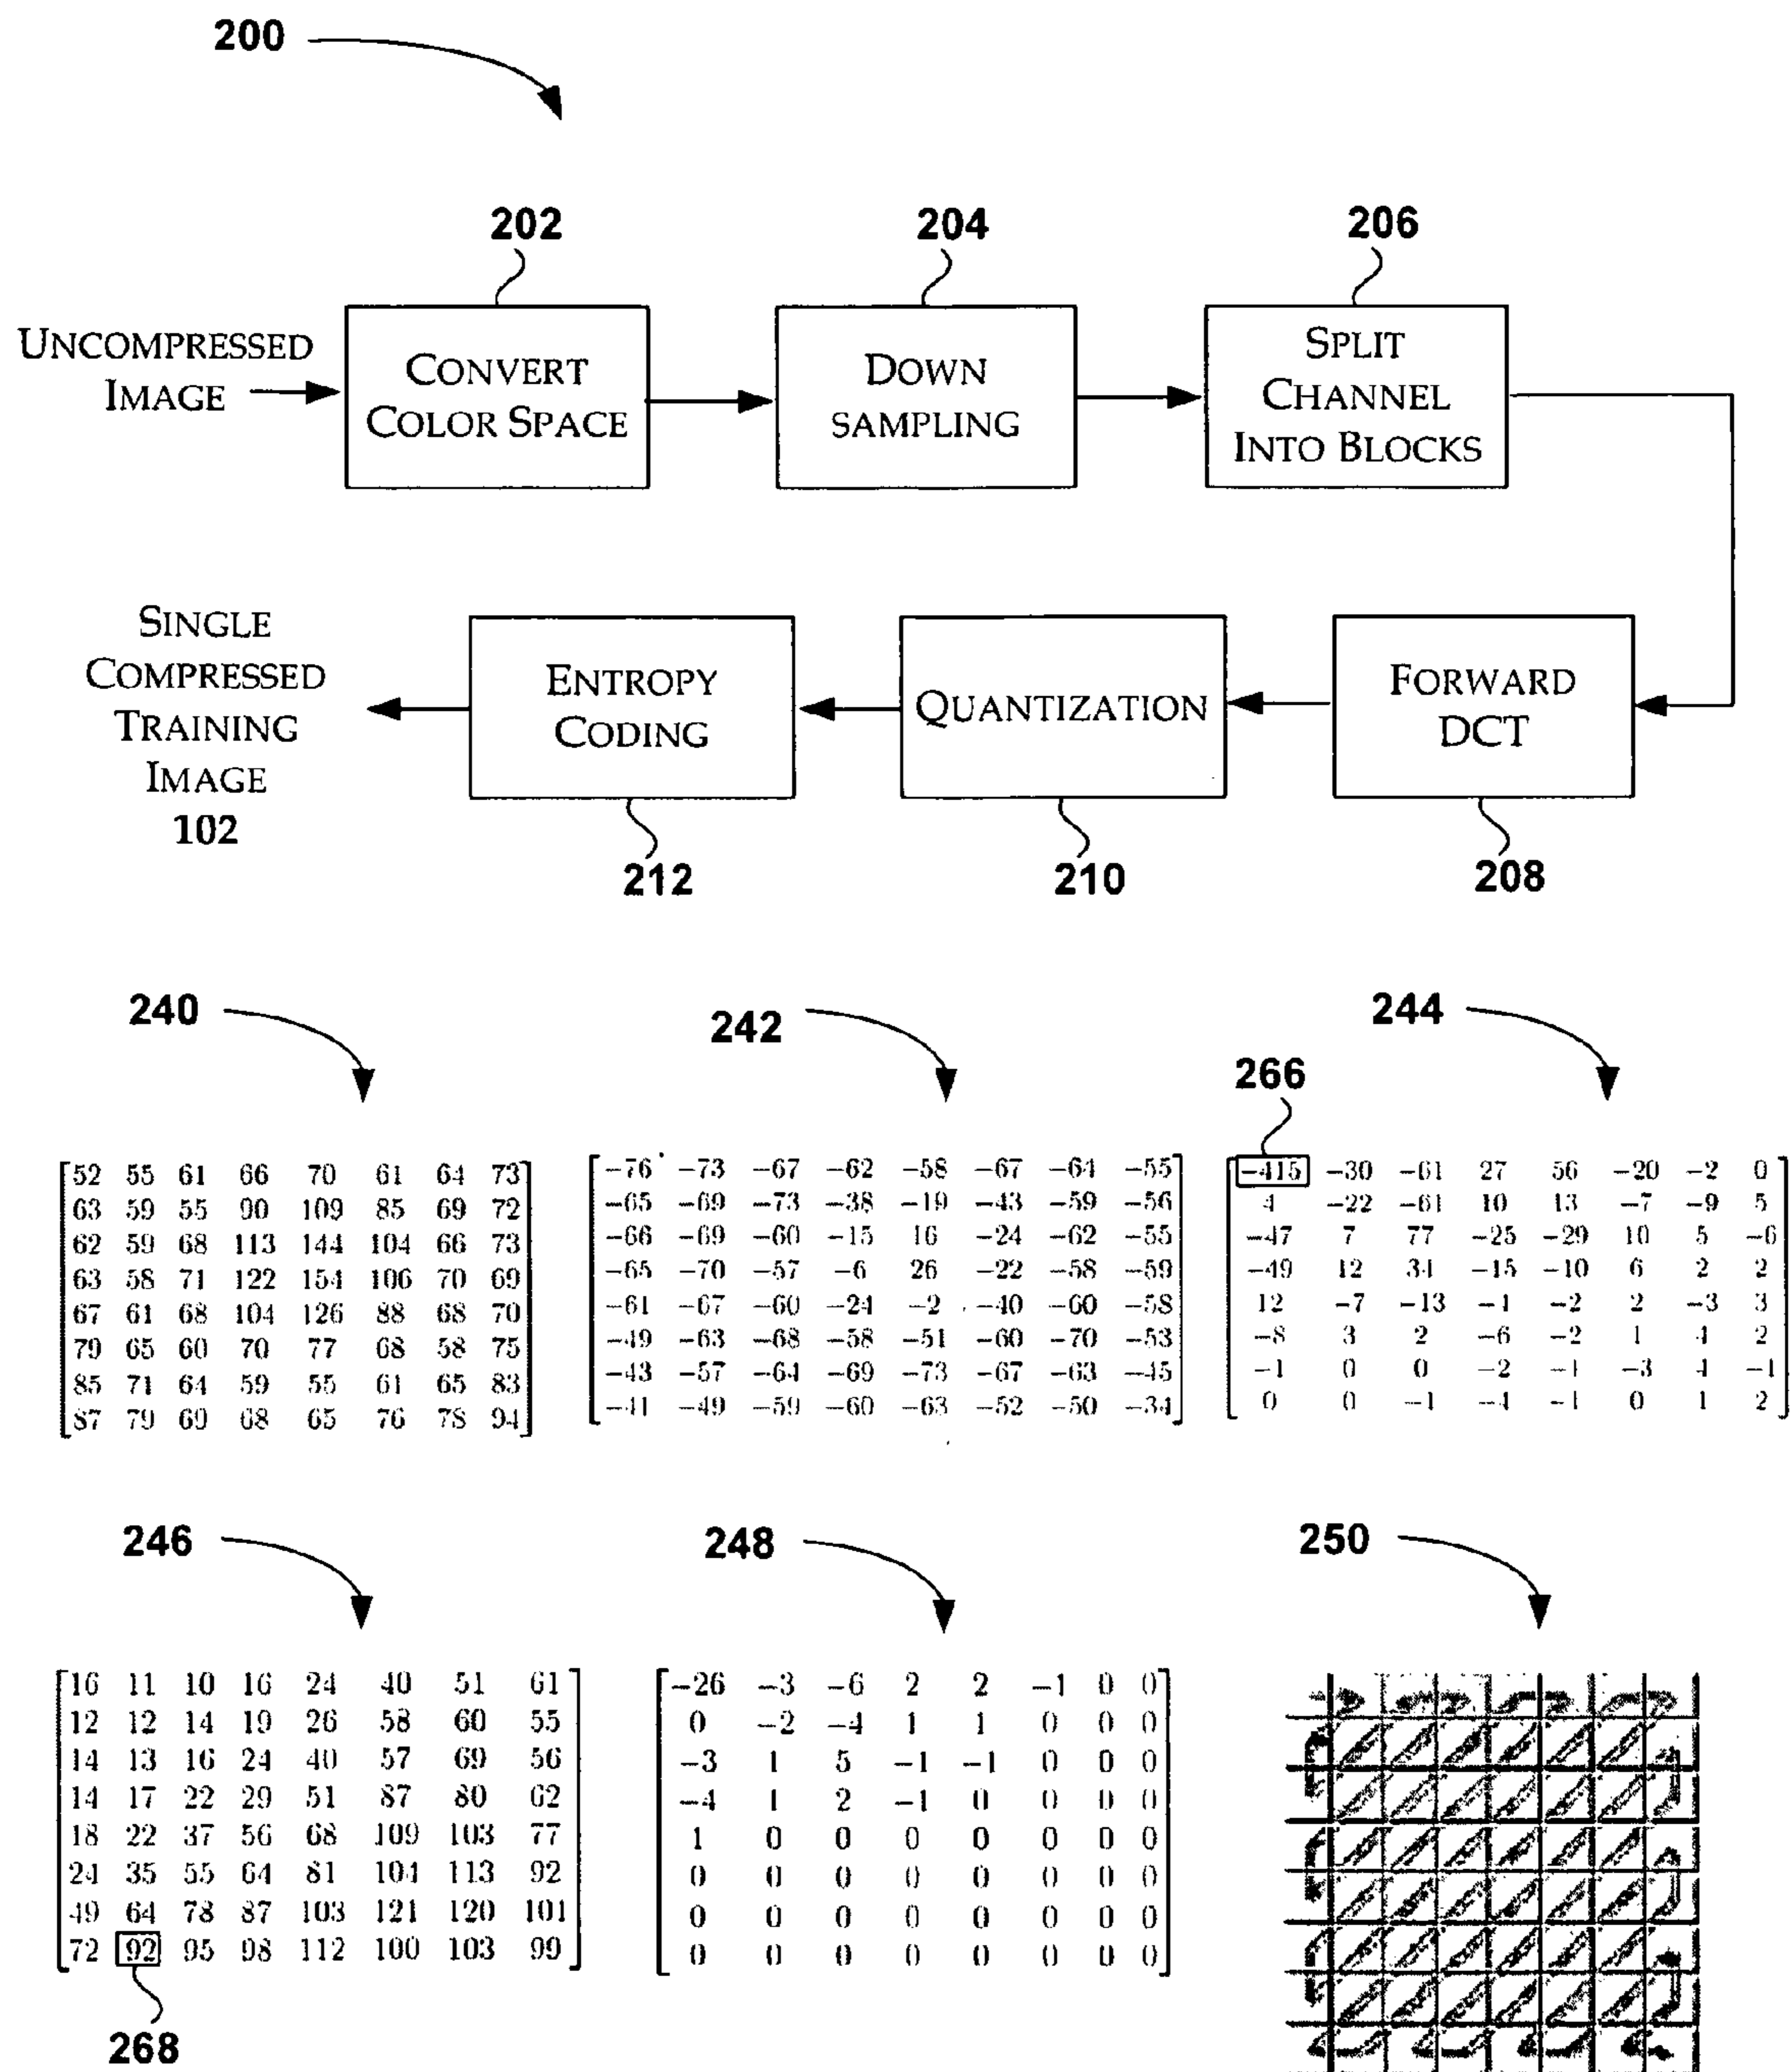 200
202 204 206
UNCOMPRESSED IMAGE
CONVERT COLOR SPACE
DOWN SAMPLING
SPLIT CHANNEL INTO BLOCKS
SINGLE COMPRESSED TRAINING IMAGE 102
ENTROPY CODING
QUANTIZATION
FORWARD DCT
212 210 208
240 242 244
266
52 55 61 66 70 61 64 73
63 59 55 90 109 85 69 72
62 59 68 113 144 104 66 73
63 58 71 122 154 106 70 69
67 61 68 104 126 88 68 70
79 65 60 70 77 68 58 75
85 71 64 59 55 61 65 83
87 79 69 68 65 76 78 94
−76 −73 −67 −62 −58 −67 −64 −55
−65 −69 −73 −38 −19 −43 −59 −56
−66 −69 −60 −15 16 −24 −62 −55
−65 −70 −57 −6 26 −22 −58 −59
−61 −67 −60 −24 −2 −40 −60 −58
−49 −63 −68 −58 −51 −60 −70 −53
−43 −57 −64 −69 −73 −67 −63 −45
−41 −49 −59 −60 −63 −52 −50 −34
−415 −30 −61 27 56 −20 −2 0
4 −22 −61 10 13 −7 −9 5
−47 7 77 −25 −29 10 5 −6
−49 12 34 −15 −10 6 2 2
12 −7 −13 −4 −2 2 −3 3
−8 3 2 −6 −2 1 4 2
−1 0 0 −2 −1 −3 4 −1
0 0 −1 −4 −1 0 1 2
246 248 250
16 11 10 16 24 40 51 61
12 12 14 19 26 58 60 55
14 13 16 24 40 57 69 56
14 17 22 29 51 87 80 62
18 22 37 56 68 109 103 77
24 35 55 64 81 104 113 92
49 64 78 87 103 121 120 101
72 92 95 98 112 100 103 99
268
−26 −3 −6 2 2 −1 0 0
0 −2 −4 1 1 0 0 0
−3 1 5 −1 −1 0 0 0
−4 1 2 −1 0 0 0 0
1 0 0 0 0 0 0 0
0 0 0 0 0 0 0 0
0 0 0 0 0 0 0 0
0 0 0 0 0 0 0 0